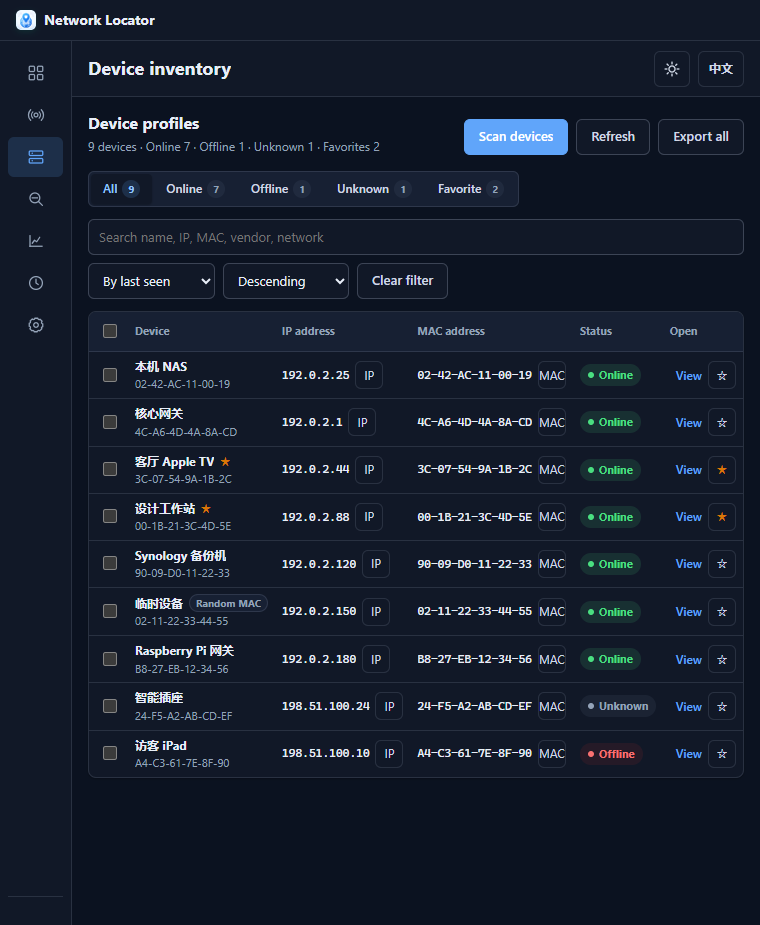 Network Locator
Device inventory
中文
Device profiles
9 devices · Online 7 · Offline 1 · Unknown 1 · Favorites 2
Scan devices
Refresh
Export all
All 9
Online 7
Offline 1
Unknown 1
Favorite 2
Search name, IP, MAC, vendor, network
By last seen
Descending
Clear filter
Device IP address MAC address Status Open
本机 NAS
02-42-AC-11-00-19
192.0.2.25 IP 02-42-AC-11-00-19 MAC Online View ☆
核心网关
4C-A6-4D-4A-8A-CD
192.0.2.1 IP 4C-A6-4D-4A-8A-CD MAC Online View ☆
客厅 Apple TV ★
3C-07-54-9A-1B-2C
192.0.2.44 IP 3C-07-54-9A-1B-2C MAC Online View ★
设计工作站 ★
00-1B-21-3C-4D-5E
192.0.2.88 IP 00-1B-21-3C-4D-5E MAC Online View ★
Synology 备份机
90-09-D0-11-22-33
192.0.2.120 IP 90-09-D0-11-22-33 MAC Online View ☆
临时设备 Random MAC
02-11-22-33-44-55
192.0.2.150 IP 02-11-22-33-44-55 MAC Online View ☆
Raspberry Pi 网关
B8-27-EB-12-34-56
192.0.2.180 IP B8-27-EB-12-34-56 MAC Online View ☆
智能插座
24-F5-A2-AB-CD-EF
198.51.100.24 IP 24-F5-A2-AB-CD-EF MAC Unknown View ☆
访客 iPad
A4-C3-61-7E-8F-90
198.51.100.10 IP A4-C3-61-7E-8F-90 MAC Offline View ☆